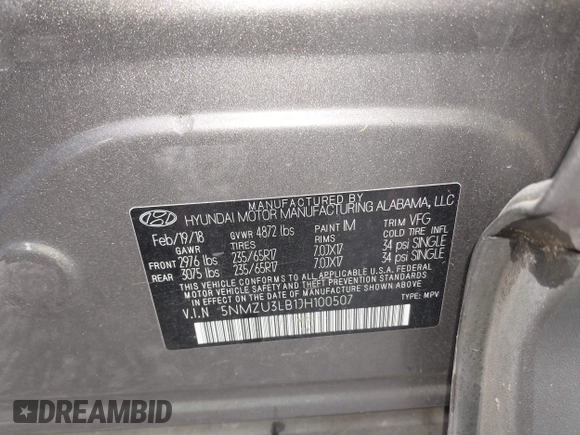 MANUFACTURED BY
HYUNDAI MOTOR MANUFACTURING ALABAMA, LLC
Feb/19/18 GVWR 4872 lbs PAINT IM TRIM VFG
GAWR TIRES RIMS COLD TIRE INFL
FRONT 2976 lbs 235/65R17 7.0JX17 34 psi SINGLE
REAR 3075 lbs 235/65R17 7.0JX17 34 psi SINGLE
THIS VEHICLE CONFORMS TO ALL APPLICABLE U.S.A. FEDERAL
MOTOR VEHICLE SAFETY AND THEFT PREVENTION STANDARDS
IN EFFECT ON THE DATE OF MANUFACTURE SHOWN ABOVE.
V.I.N 5NMZU3LB1JH100507 TYPE: MPV
DREAMBID